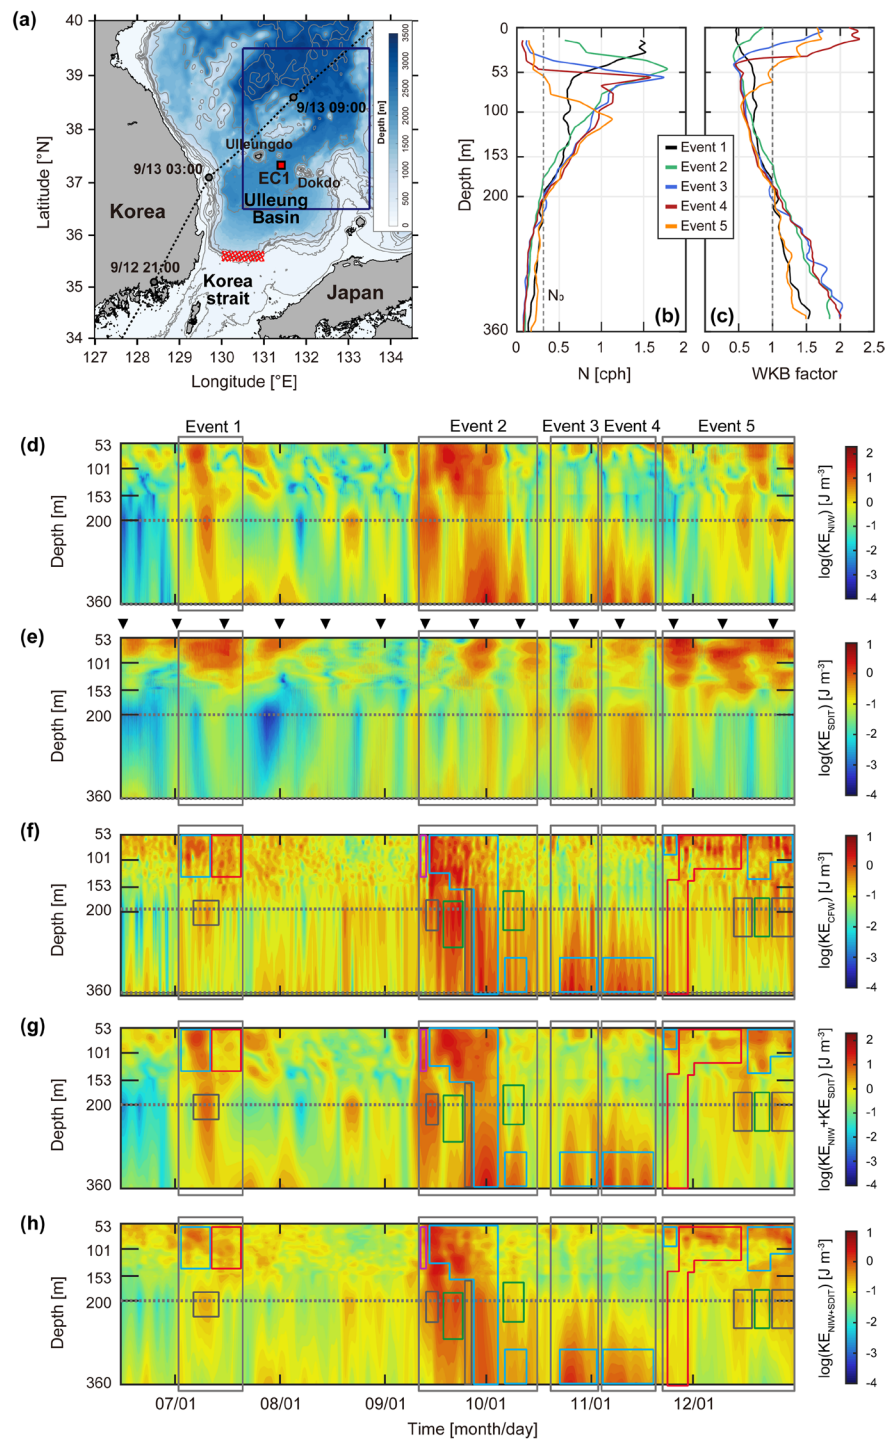 (a)
40
39
38
37
36
35
34
127
128
129
130
131
132
133
134
Latitude [°N]
Longitude [°E]
9/13 09:00
Ulleungdo
9/13 03:00
EC1
Dokdo
Ulleung
Basin
Korea
9/12 21:00
Korea
strait
Japan
Depth [m]
3500
3000
2500
2000
1500
1000
500
0
0
53
100
153
200
360
Depth [m]
N₀
(b)
0
0.5
1
1.5
2
N [cph]
Event 1
Event 2
Event 3
Event 4
Event 5
(c)
0
0.5
1.0
1.5
2.0
2.5
WKB factor
Event 1
Event 2
Event 3
Event 4
Event 5
(d)
53
101
153
200
360
Depth [m]
2
1
0
-1
-2
-3
-4
log(KE_NIW) [J m⁻³]
(e)
53
101
153
200
360
Depth [m]
1
0
-1
-2
-3
-4
log(KE_SDIT) [J m⁻³]
(f)
53
101
153
200
360
Depth [m]
1
0
-1
-2
-3
-4
log(KE_CFW) [J m⁻³]
(g)
53
101
153
200
360
Depth [m]
2
1
0
-1
-2
-3
-4
log(KE_NIW+KE_SDIT) [J m⁻³]
(h)
53
101
153
200
360
Depth [m]
1
0
-1
-2
-3
-4
log(KE_NIW+SDIT) [J m⁻³]
07/01
08/01
09/01
10/01
11/01
12/01
Time [month/day]